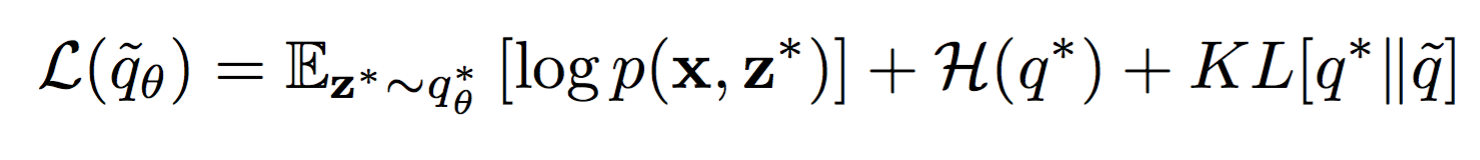 ℒ(q̃_θ) = 𝔼_{𝐳*∼q*_θ} [log p(𝐱, 𝐳*)] + ℋ(q*) + KL[q*‖q̃]